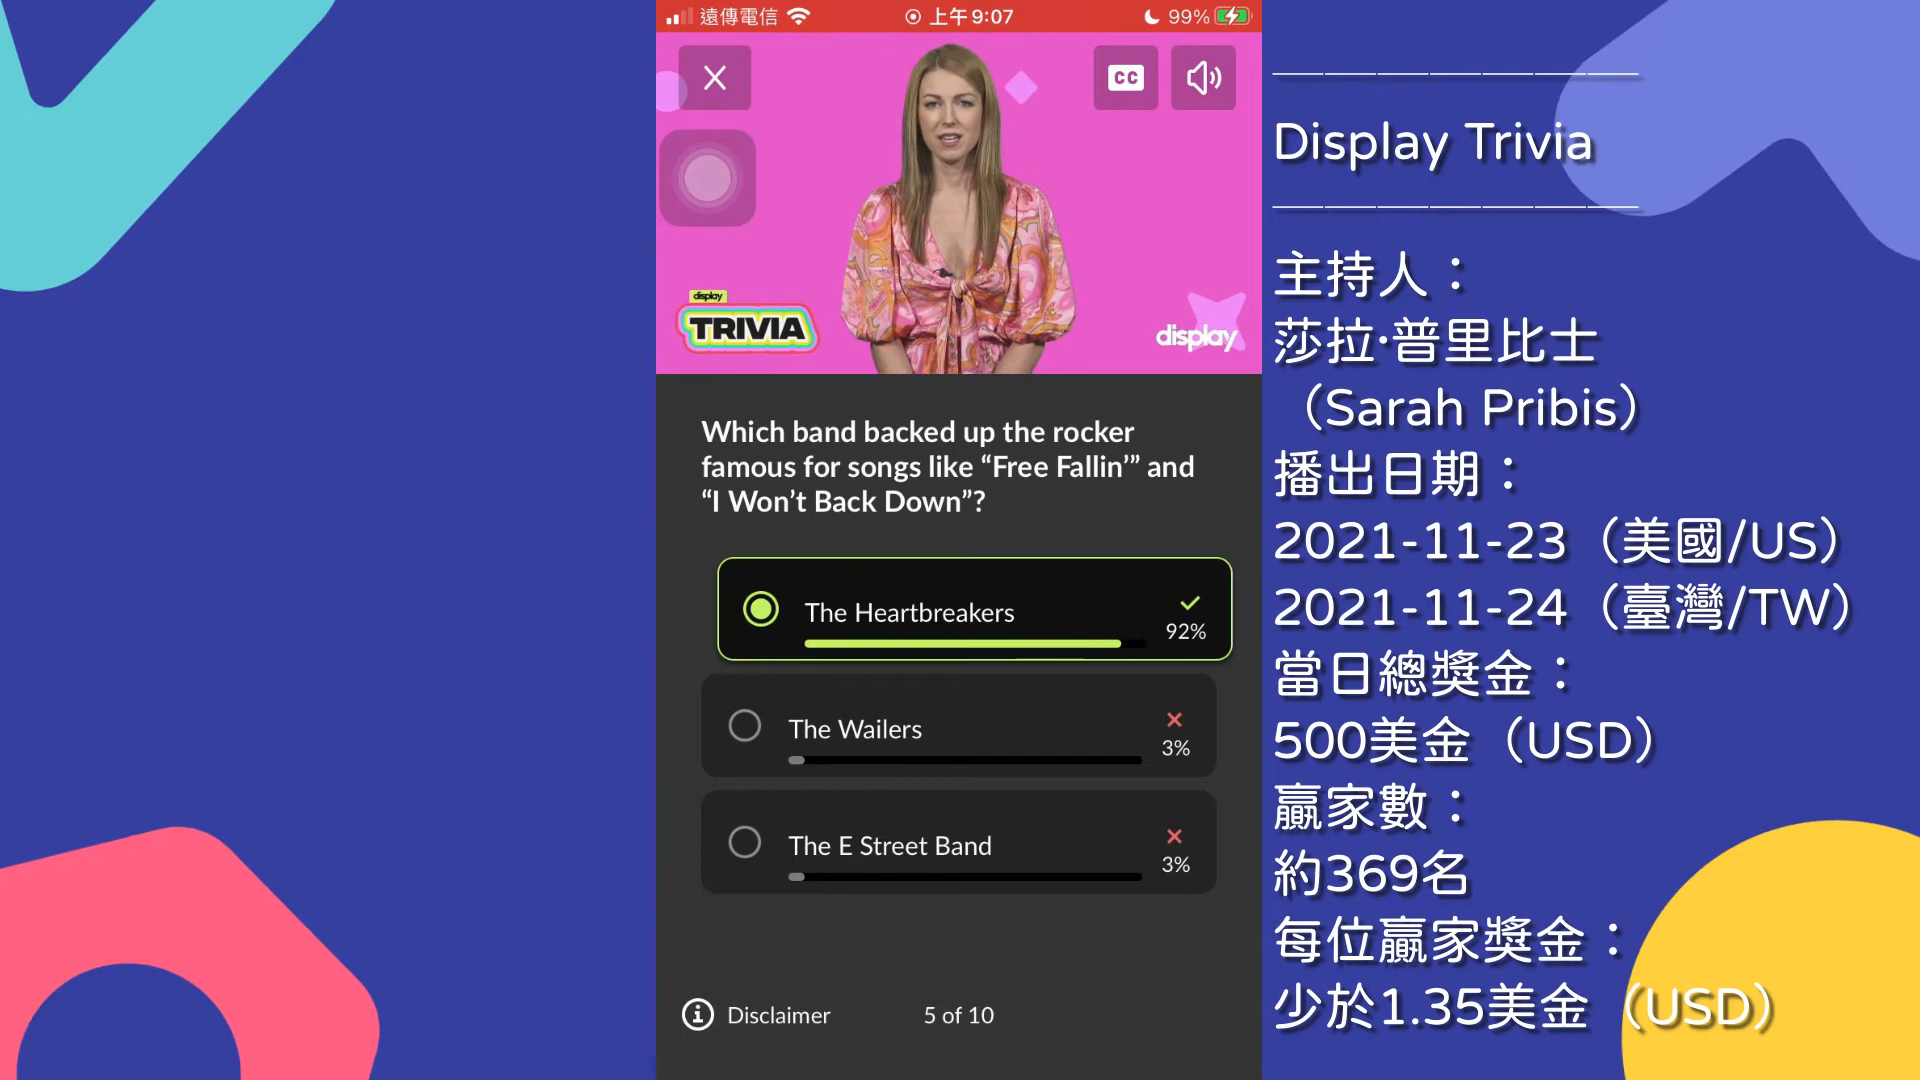 遠傳電信
上午9:07
99%
CC
display
TRIVIA
display
Which band backed up the rocker
famous for songs like “Free Fallin’” and
“I Won’t Back Down”?
The Heartbreakers
92%
The Wailers
3%
The E Street Band
3%
Disclaimer
5 of 10
Display Trivia
主持人：
莎拉·普里比士
（Sarah Pribis）
播出日期：
2021-11-23（美國/US）
2021-11-24（臺灣/TW）
當日總獎金：
500美金（USD）
贏家數：
約369名
每位贏家獎金：
少於1.35美金（USD）